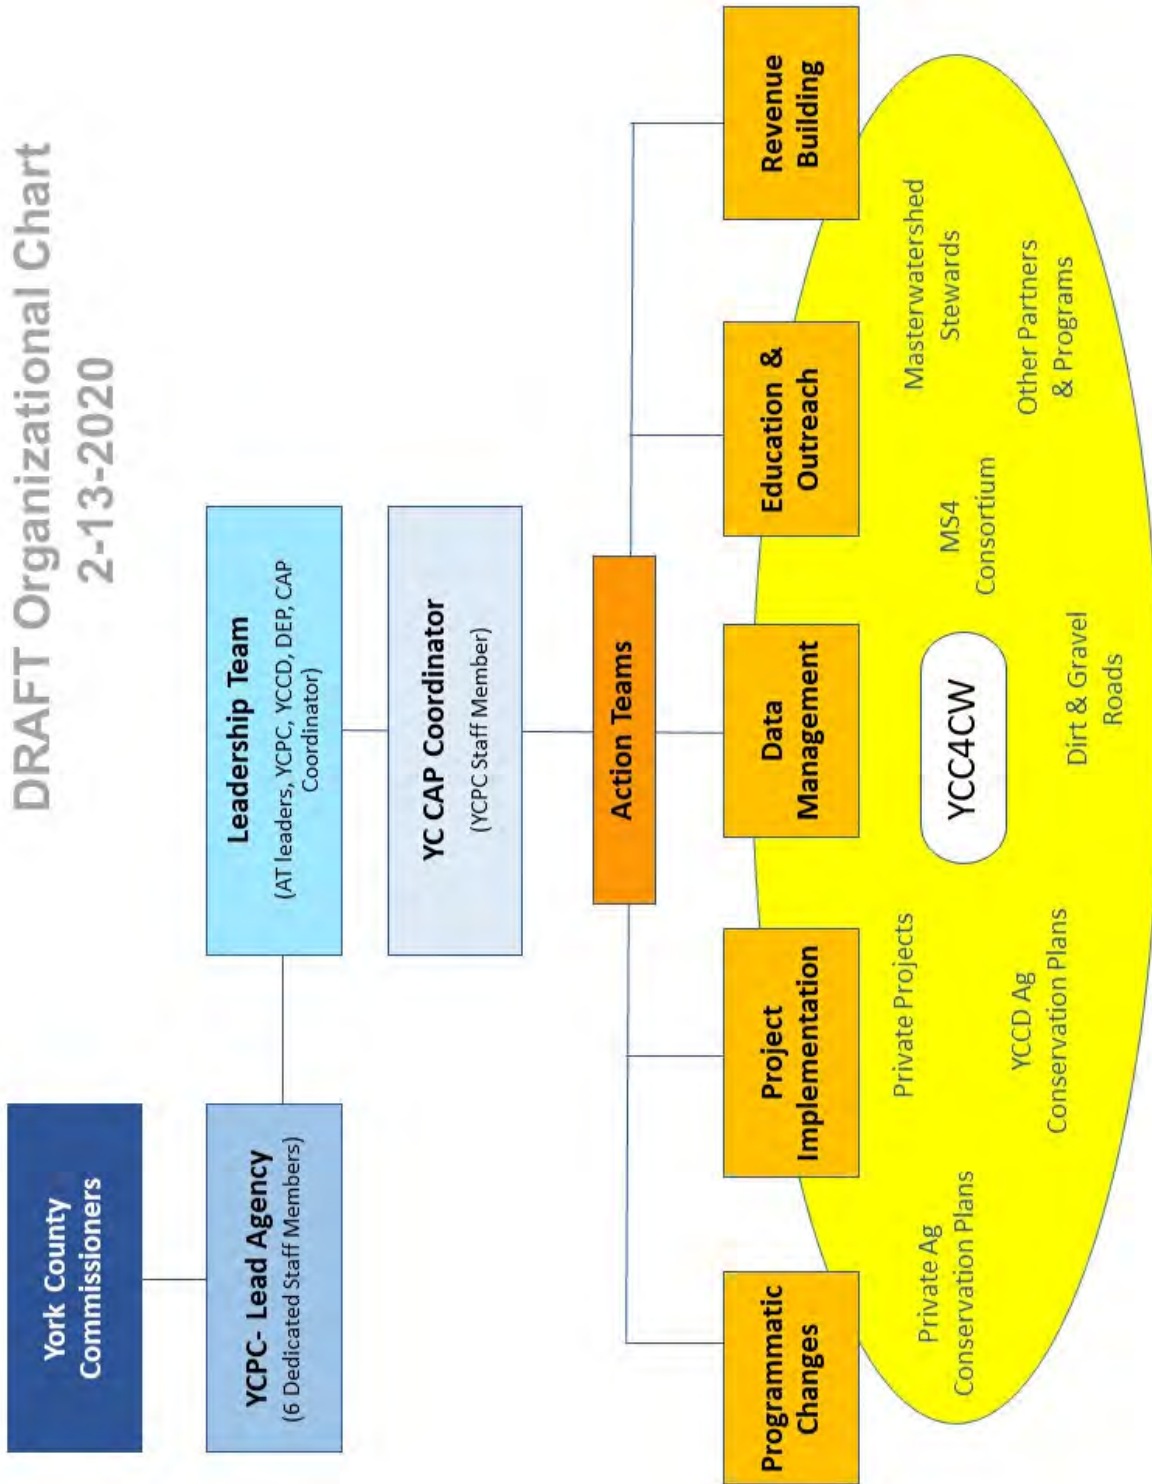 DRAFT Organizational Chart
2-13-2020
York County
Commissioners
YCPC- Lead Agency
(6 Dedicated Staff Members)
Leadership Team
(AT leaders, YCPC, YCCD, DEP, CAP
Coordinator)
YC CAP Coordinator
(YCPC Staff Member)
Action Teams
Programmatic
Changes
Project
Implementation
Data
Management
Education &
Outreach
Revenue
Building
Private Ag
Conservation Plans
Private Projects
YCCD Ag
Conservation Plans
YCC4CW
Dirt & Gravel
Roads
MS4
Consortium
Masterwatershed
Stewards
Other Partners
& Programs